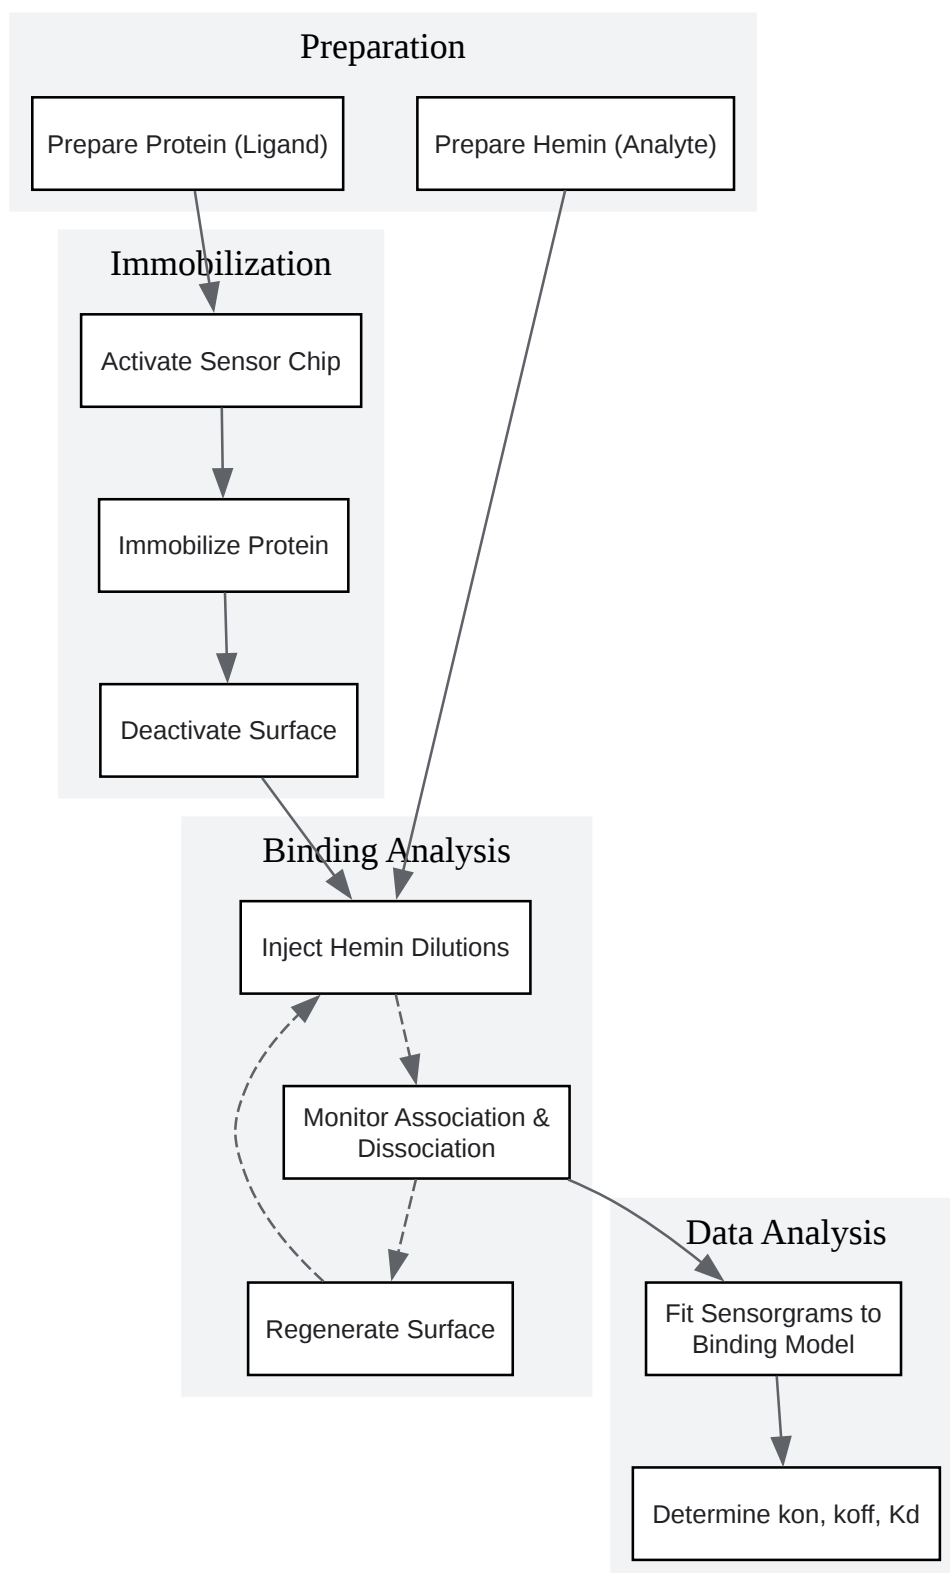 Preparation
Prepare Protein (Ligand)
Prepare Hemin (Analyte)
Immobilization
Activate Sensor Chip
Immobilize Protein
Deactivate Surface
Binding Analysis
Inject Hemin Dilutions
Monitor Association &
Dissociation
Regenerate Surface
Data Analysis
Fit Sensorgrams to
Binding Model
Determine kon, koff, Kd